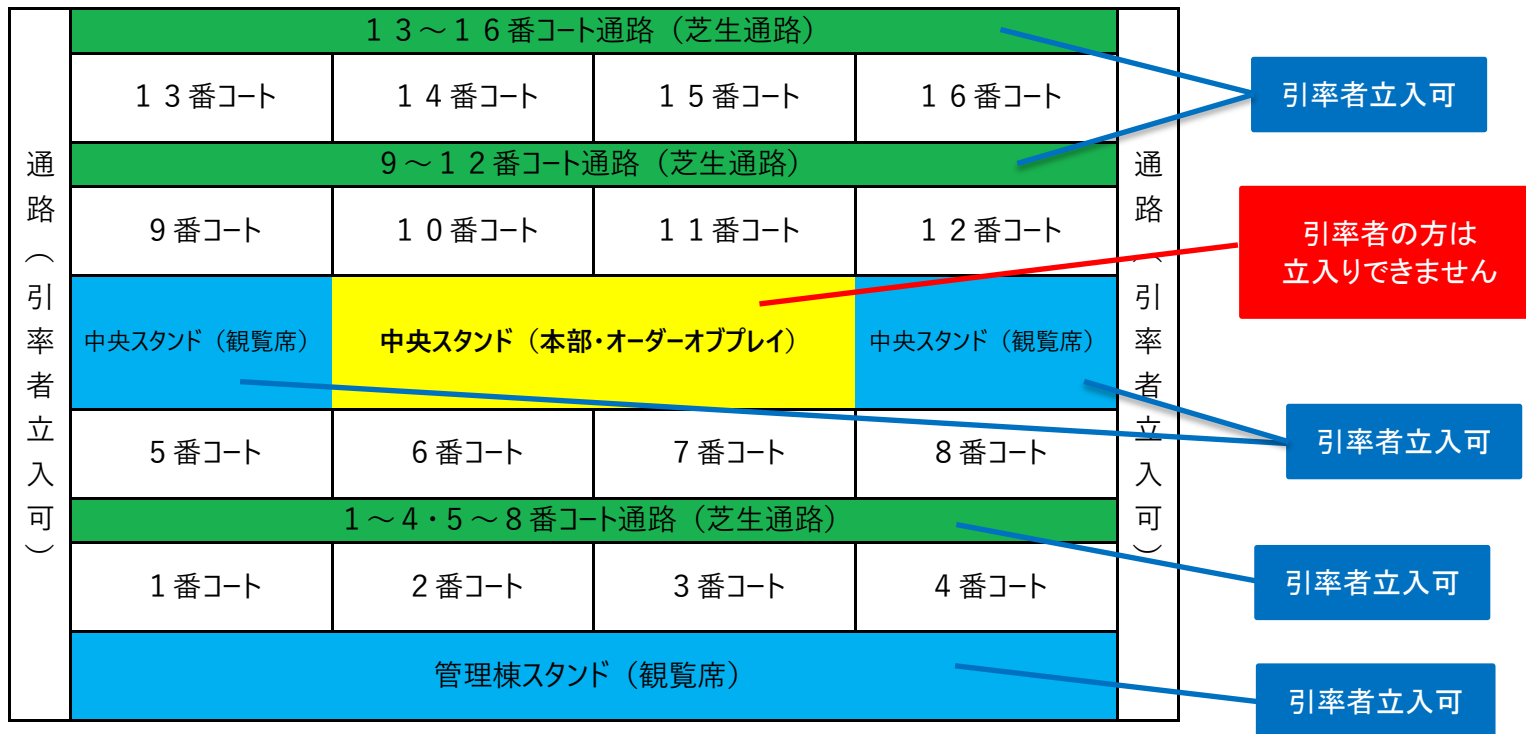 13～16番コート通路（芝生通路）
13番コート
14番コート
15番コート
16番コート
引率者立入可
9～12番コート通路（芝生通路）
9番コート
10番コート
11番コート
12番コート
引率者の方は
立入りできません
通路（引率者立入可）
通路（引率者立入可）
中央スタンド（観覧席）
中央スタンド（本部・オーダーオブプレイ）
中央スタンド（観覧席）
5番コート
6番コート
7番コート
8番コート
引率者立入可
1～4・5～8番コート通路（芝生通路）
1番コート
2番コート
3番コート
4番コート
引率者立入可
管理棟スタンド（観覧席）
引率者立入可